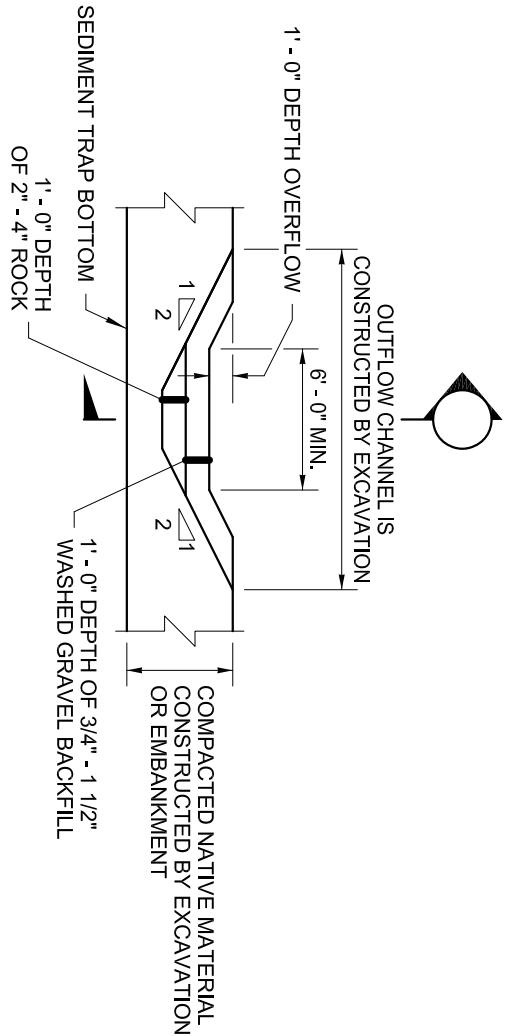 OUTFLOW CHANNEL IS
CONSTRUCTED BY EXCAVATION
6' - 0" MIN.
1' - 0" DEPTH OVERFLOW
1
2
1
2
SEDIMENT TRAP BOTTOM
1' - 0" DEPTH
OF 2" - 4" ROCK
1' - 0" DEPTH OF 3/4" - 1 1/2"
WASHED GRAVEL BACKFILL
COMPACTED NATIVE MATERIAL
CONSTRUCTED BY EXCAVATION
OR EMBANKMENT